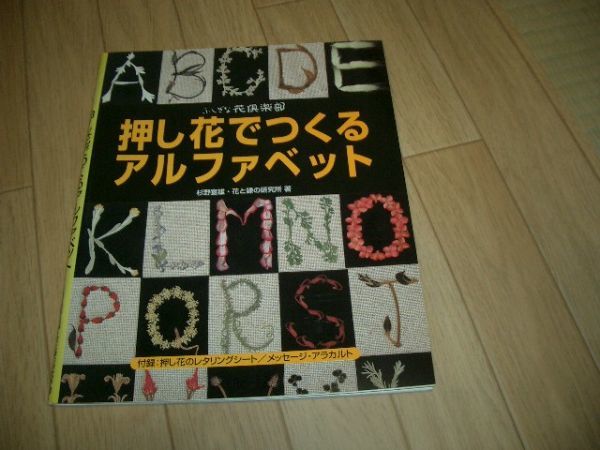 ABCDE
ふしぎな花倶楽部
押し花でつくる
アルファベット
杉野宣雄・花と緑の研究所 著
KLMNO
PQRST
付録:押し花のレタリングシート/メッセージ・アラカルト